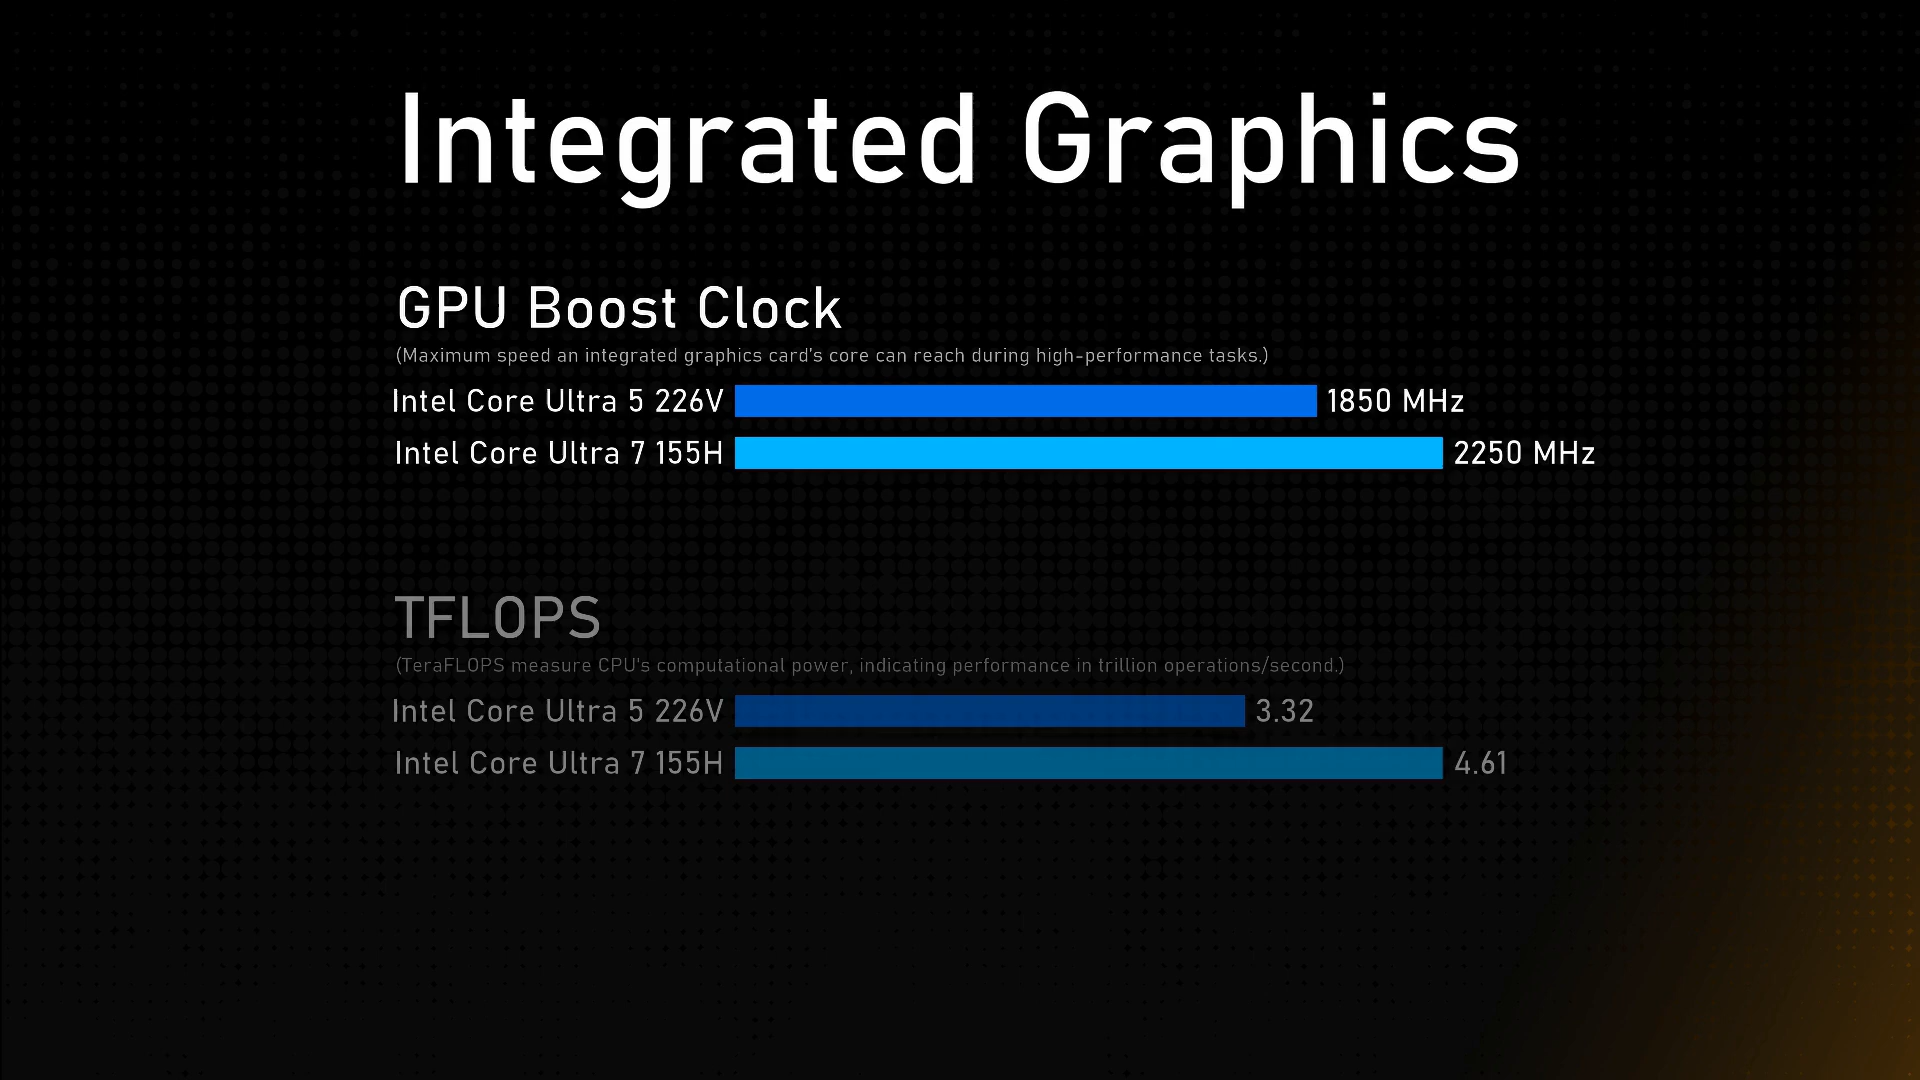 Integrated Graphics
GPU Boost Clock
(Maximum speed an integrated graphics card's core can reach during high-performance tasks.)
Intel Core Ultra 5 226V 1850 MHz
Intel Core Ultra 7 155H 2250 MHz
TFLOPS
(TeraFLOPS measure CPU's computational power, indicating performance in trillion operations/second.)
Intel Core Ultra 5 226V 3.32
Intel Core Ultra 7 155H 4.61